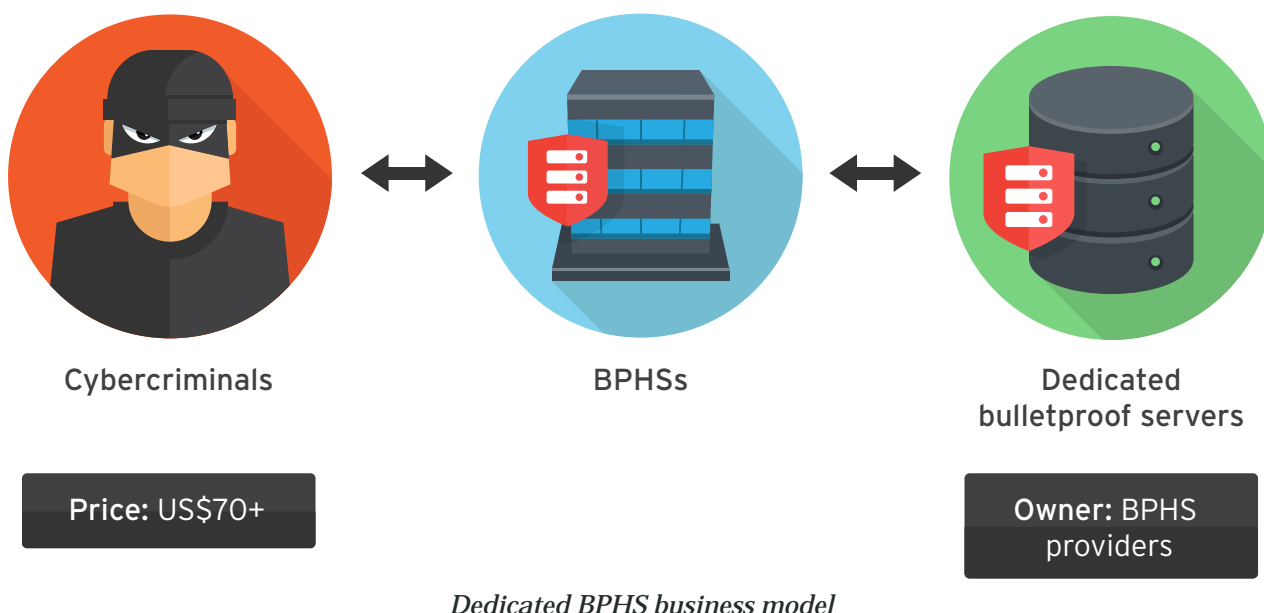 Cybercriminals
BPHSs
Dedicated
bulletproof servers
Price: US$70+
Owner: BPHS
providers
Dedicated BPHS business model